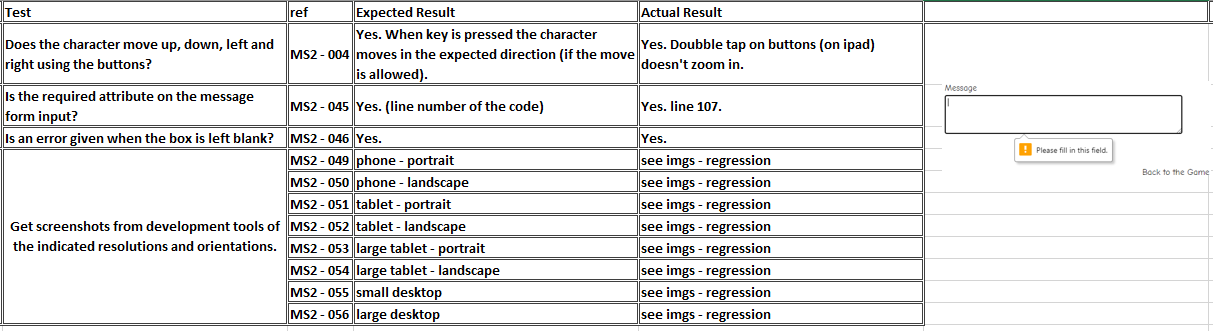 Test ref Expected Result Actual Result
Does the character move up, down, left and
right using the buttons?
MS2 - 004
Yes. When key is pressed the character
moves in the expected direction (if the move
is allowed).
Yes. Doubble tap on buttons (on ipad)
doesn't zoom in.
Is the required attribute on the message
form input?
MS2 - 045 Yes. (line number of the code) Yes. line 107.
Is an error given when the box is left blank? MS2 - 046 Yes. Yes.
Get screenshots from development tools of
the indicated resolutions and orientations.
MS2 - 049 phone - portrait see imgs - regression
MS2 - 050 phone - landscape see imgs - regression
MS2 - 051 tablet - portrait see imgs - regression
MS2 - 052 tablet - landscape see imgs - regression
MS2 - 053 large tablet - portrait see imgs - regression
MS2 - 054 large tablet - landscape see imgs - regression
MS2 - 055 small desktop see imgs - regression
MS2 - 056 large desktop see imgs - regression
Message
Please fill in this field.
Back to the Game